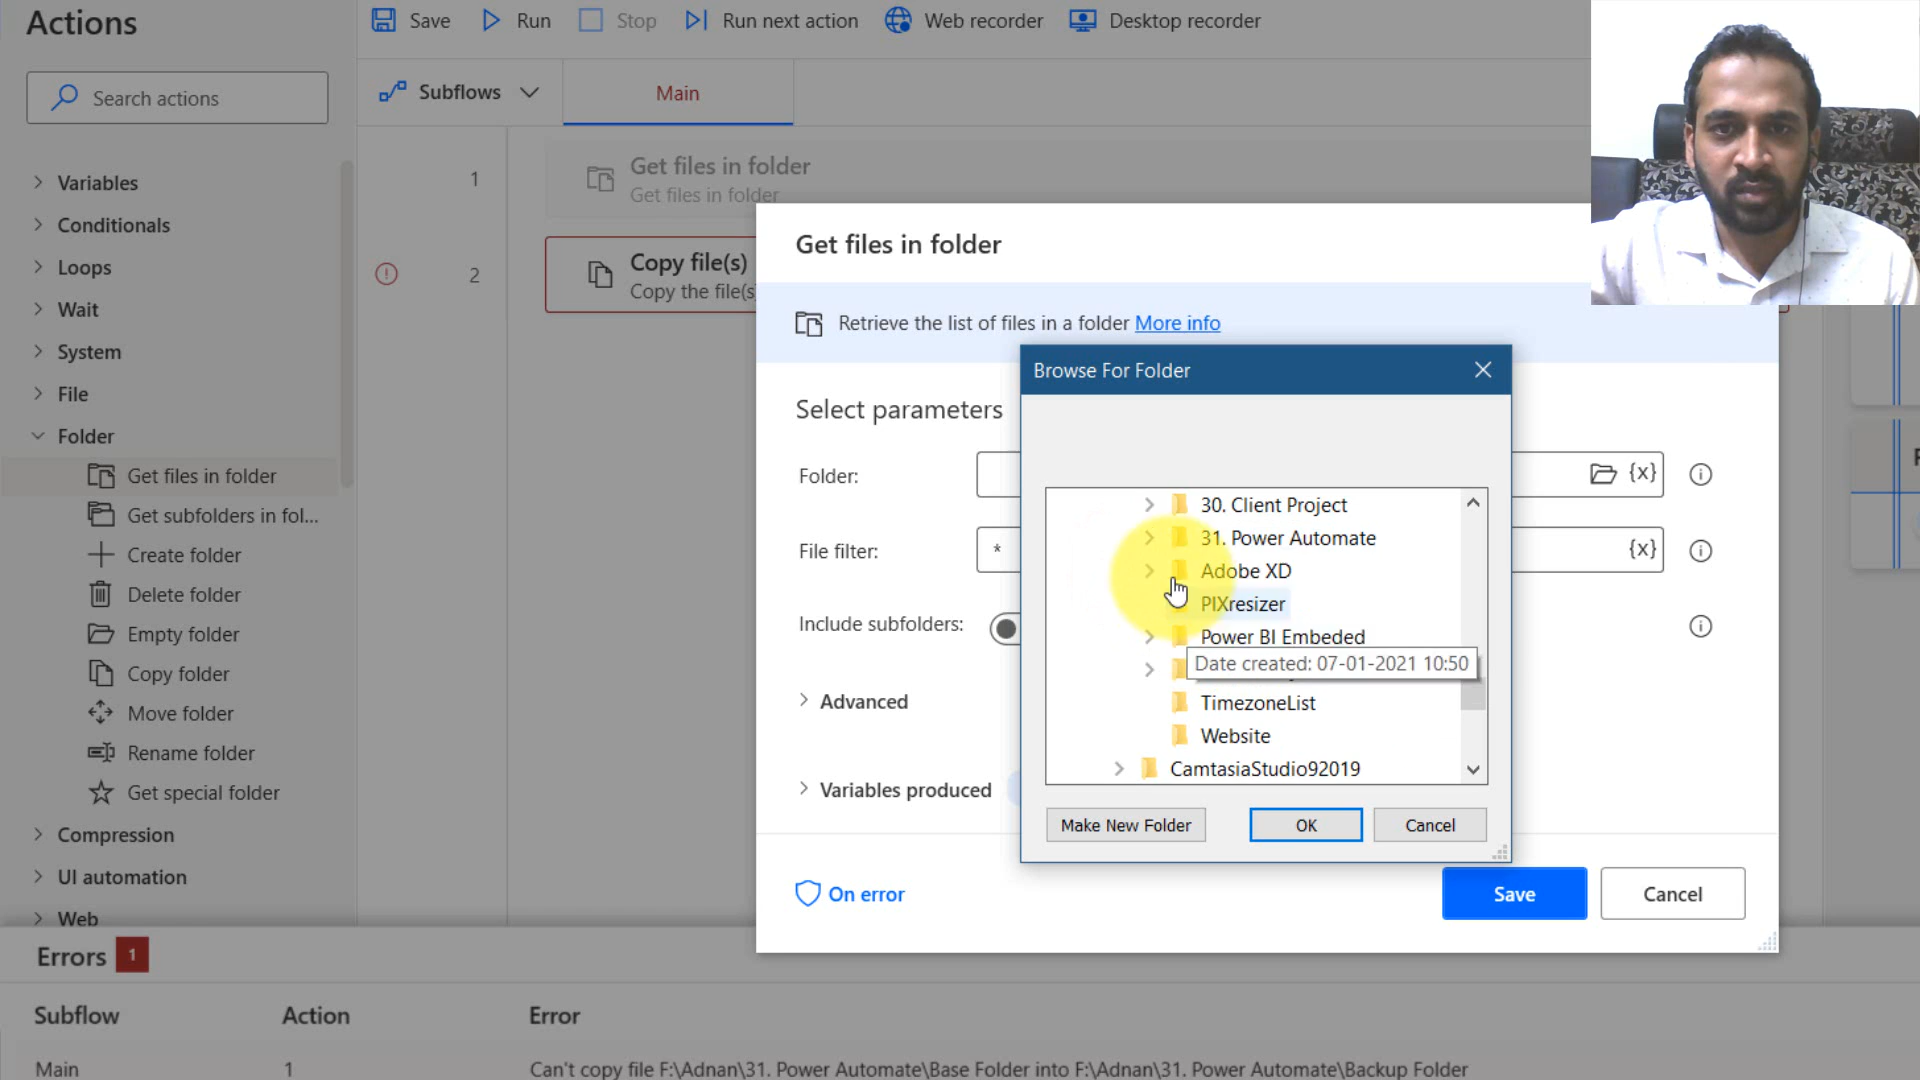 Actions
Save
Run
Stop
Run next action
Web recorder
Desktop recorder
Search actions
Subflows
Main
Variables
Conditionals
Loops
Wait
System
File
Folder
Get files in folder
Get subfolders in fol...
Create folder
Delete folder
Empty folder
Copy folder
Move folder
Rename folder
Get special folder
Compression
UI automation
Web
1
Get files in folder
Get files in folder
2
Copy file(s)
Copy the file(s
Get files in folder
Retrieve the list of files in a folder More info
Select parameters
Folder:
{x}
File filter:
*
{x}
Include subfolders:
Advanced
Variables produced
On error
Save
Cancel
Browse For Folder
30. Client Project
31. Power Automate
Adobe XD
PIXresizer
Power BI Embeded
Date created: 07-01-2021 10:50
TimezoneList
Website
CamtasiaStudio92019
Make New Folder
OK
Cancel
Errors 1
Subflow Action Error
Main 1 Can't copy file F:\Adnan\31. Power Automate\Base Folder into F:\Adnan\31. Power Automate\Backup Folder